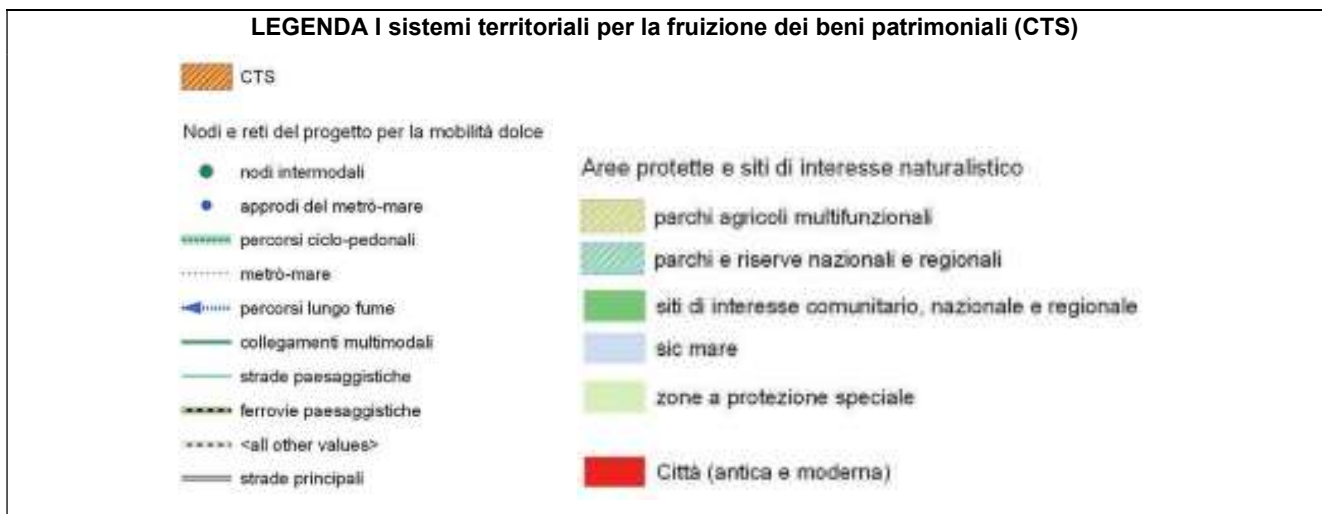 LEGENDA I sistemi territoriali per la fruizione dei beni patrimoniali (CTS)
CTS
Nodi e reti del progetto per la mobilità dolce
nodi intermodali
approdi del metrò-mare
percorsi ciclo-pedonali
metrò-mare
percorsi lungo fume
collegamenti multimodali
strade paesaggistiche
ferrovie paesaggistiche
<all other values>
strade principali
Aree protette e siti di interesse naturalistico
parchi agricoli multifunzionali
parchi e riserve nazionali e regionali
siti di interesse comunitario, nazionale e regionale
sic mare
zone a protezione speciale
Città (antica e moderna)